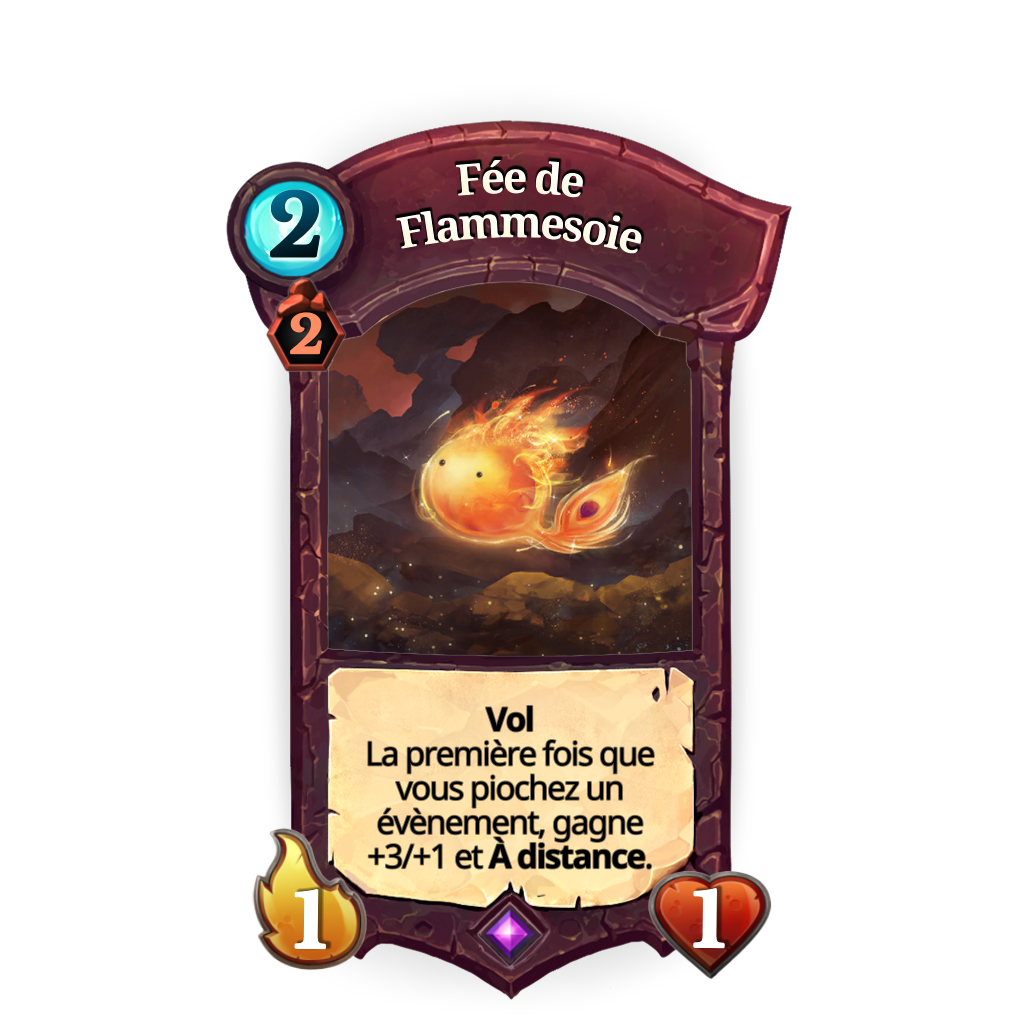 Fée de
Flammesoie
2
2
Vol
La première fois que
vous piochez un
évènement, gagne
+3/+1 et À distance.
1
1